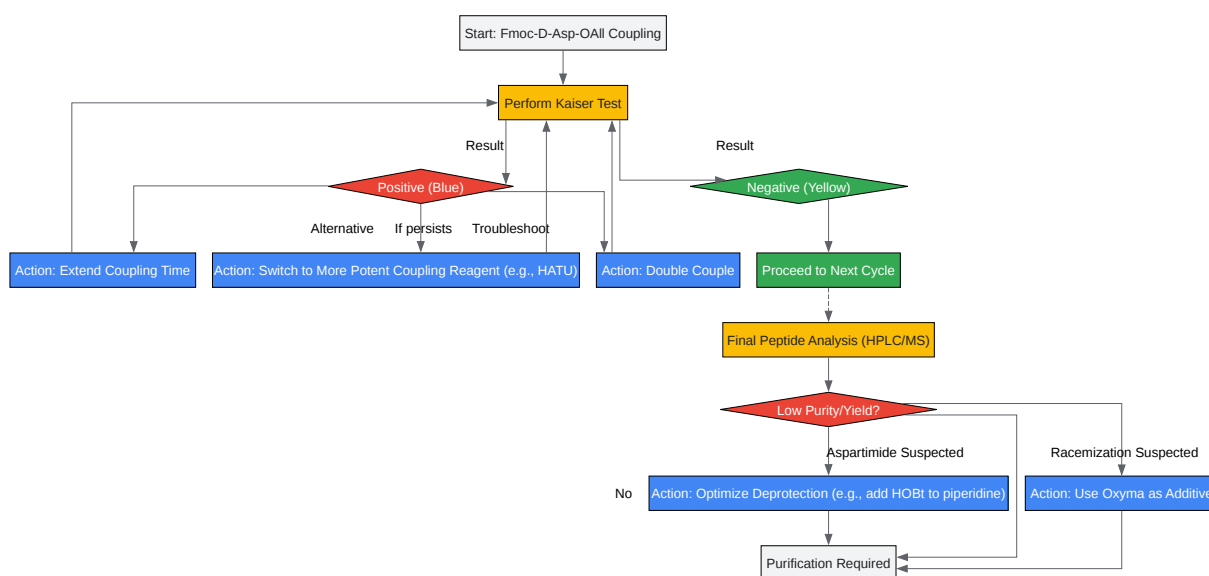 Start: Fmoc-D-Asp-OAll Coupling
Perform Kaiser Test
Result
Result
Positive (Blue)
Negative (Yellow)
Alternative
If persists
Troubleshoot
Action: Extend Coupling Time
Action: Switch to More Potent Coupling Reagent (e.g., HATU)
Action: Double Couple
Proceed to Next Cycle
Final Peptide Analysis (HPLC/MS)
Low Purity/Yield?
Aspartimide Suspected
Racemization Suspected
No
Action: Optimize Deprotection (e.g., add HOBt to piperidine)
Action: Use Oxyma as Additive
Purification Required